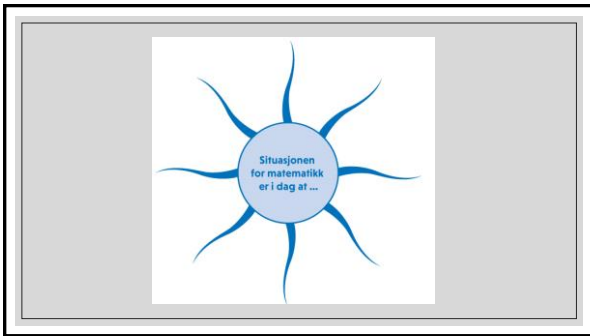 Situasjonen
for matematikk
er i dag at ...